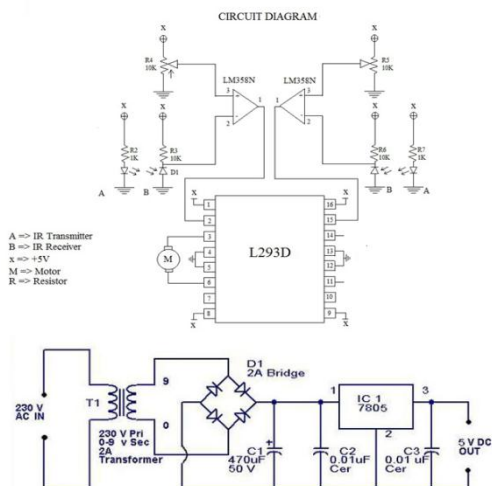 CIRCUIT DIAGRAM
X
X
R4
10K
R5
10K
LM358N
LM358N
3
1
2
1
3
2
X
X
X
X
R2
1K
R3
10K
D1
R6
10K
R7
1K
A
B
B
A
A => IR Transmitter
B => IR Receiver
x => +5V
M => Motor
R => Resistor
M
L293D
X
1
2
3
4
5
6
7
8
X
X
16
15
14
13
12
11
10
9
X
230 V
AC IN
T1
9
0
230 V Pri
0-9 v Sec
2A
Transformer
D1
2A Bridge
C1
470uF
50 V
C2
0.01uF
Cer
1
IC 1
7805
3
2
C3
0.01 uF
Cer
5 V DC
OUT